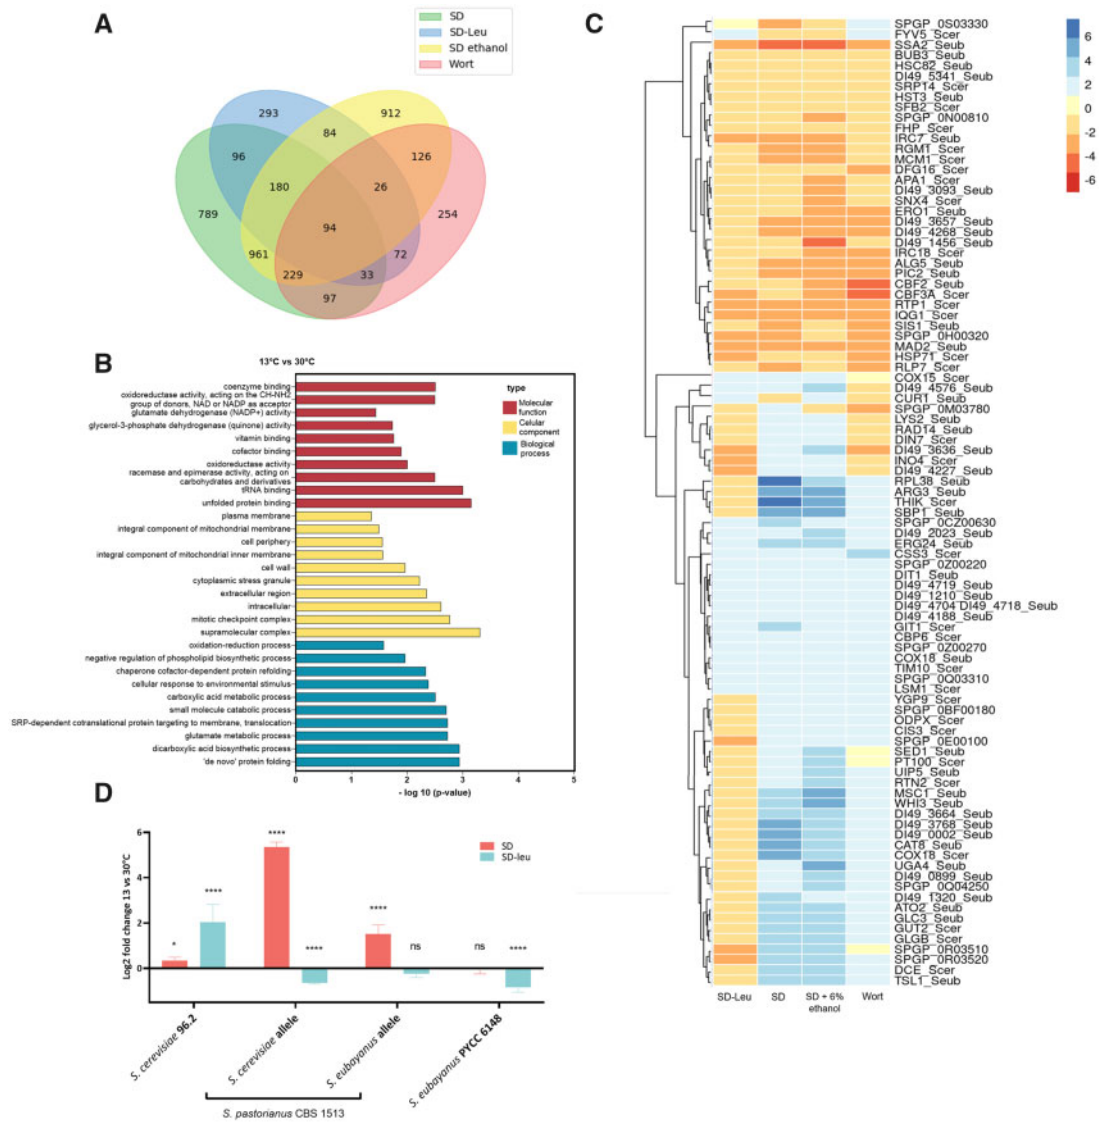 A
SD
SD-Leu
SD ethanol
Wort
293
912
96
84
126
180
26
789
94
254
961
72
229
33
97
B
13°C vs 30°C
coenzyme binding
oxidoreductase activity, acting on the CH-NH2
group of donors, NAD or NADP as acceptor
glutamate dehydrogenase (NADP+) activity
glycerol-3-phosphate dehydrogenase (quinone) activity
vitamin binding
cofactor binding
oxidoreductase activity
racemase and epimerase activity, acting on
carbohydrates and derivatives
tRNA binding
unfolded protein binding
plasma membrane
integral component of mitochondrial membrane
cell periphery
integral component of mitochondrial inner membrane
cell wall
cytoplasmic stress granule
extracellular region
intracellular
mitotic checkpoint complex
supramolecular complex
oxidation-reduction process
negative regulation of phospholipid biosynthetic process
chaperone cofactor-dependent protein refolding
cellular response to environmental stimulus
carboxylic acid metabolic process
small molecule catabolic process
SRP-dependent cotranslational protein targeting to membrane, translocation
glutamate metabolic process
dicarboxylic acid biosynthetic process
'de novo' protein folding
type
Molecular
function
Celular
component
Biological
process
0 1 2 3 4 5
- log 10 (p-value)
C
SPGP_0S03330
FYV5_Scer
SSA2_Seub
BUB3_Seub
HSC82_Seub
DI49_5341_Seub
SRP14_Scer
HST3_Seub
SFB2_Scer
SPGP_0N00810
FHP_Scer
IRC7_Seub
RGM1_Scer
MCM1_Scer
DFG16_Scer
APA1_Scer
DI49_3093_Seub
SNX4_Scer
ERO1_Seub
DI49_3657_Seub
DI49_4268_Seub
DI49_1456_Seub
IRC18_Scer
ALG5_Seub
PIC2_Seub
CBF2_Seub
CBF3A_Scer
RTP1_Scer
IQG1_Scer
SIS1_Seub
SPGP_0H00320
MAD2_Seub
HSP71_Scer
RLP7_Scer
COX15_Scer
DI49_4576_Seub
CUR1_Seub
SPGP_0M03780
LYS2_Seub
RAD14_Seub
DIN7_Scer
DI49_3636_Seub
INO4_Scer
DI49_4227_Seub
RPL38_Seub
ARG3_Seub
THIK_Scer
SBP1_Seub
SPGP_0CZ00630
DI49_2023_Seub
ERG24_Seub
CSS3_Scer
SPGP_0Z00220
DIT1_Seub
DI49_4719_Seub
DI49_1210_Seub
DI49_4704 DI49_4718_Seub
DI49_4188_Seub
GIT1_Scer
CBP6_Scer
SPGP_0Z00270
COX18_Seub
TIM10_Scer
SPGP_0Q03310
LSM1_Scer
YGP9_Scer
SPGP_0BF00180
ODPX_Scer
CIS3_Scer
SPGP_0E00100
SED1_Seub
PT100_Scer
UIP5_Seub
RTN2_Scer
MSC1_Seub
WHI3_Seub
DI49_3664_Seub
DI49_3768_Seub
DI49_0002_Seub
CAT8_Seub
COX18_Scer
UGA4_Seub
DI49_0899_Seub
SPGP_0Q04250
DI49_1320_Seub
ATO2_Seub
GLC3_Seub
GUT2_Scer
GLGB_Scer
SPGP_0R03510
SPGP_0R03520
DCE_Scer
TSL1_Seub
SD-Leu SD SD + 6% Wort
ethanol
6
4
2
0
-2
-4
-6
D
Log2 fold change 13 vs 30°C
6
4
2
0
SD
SD-leu
* **** **** **** **** ns ns ****
S. cerevisiae 96.2
S. cerevisiae allele
S. eubayanus allele
S. eubayanus PYCC 6148
S. pastorianus CBS 1513